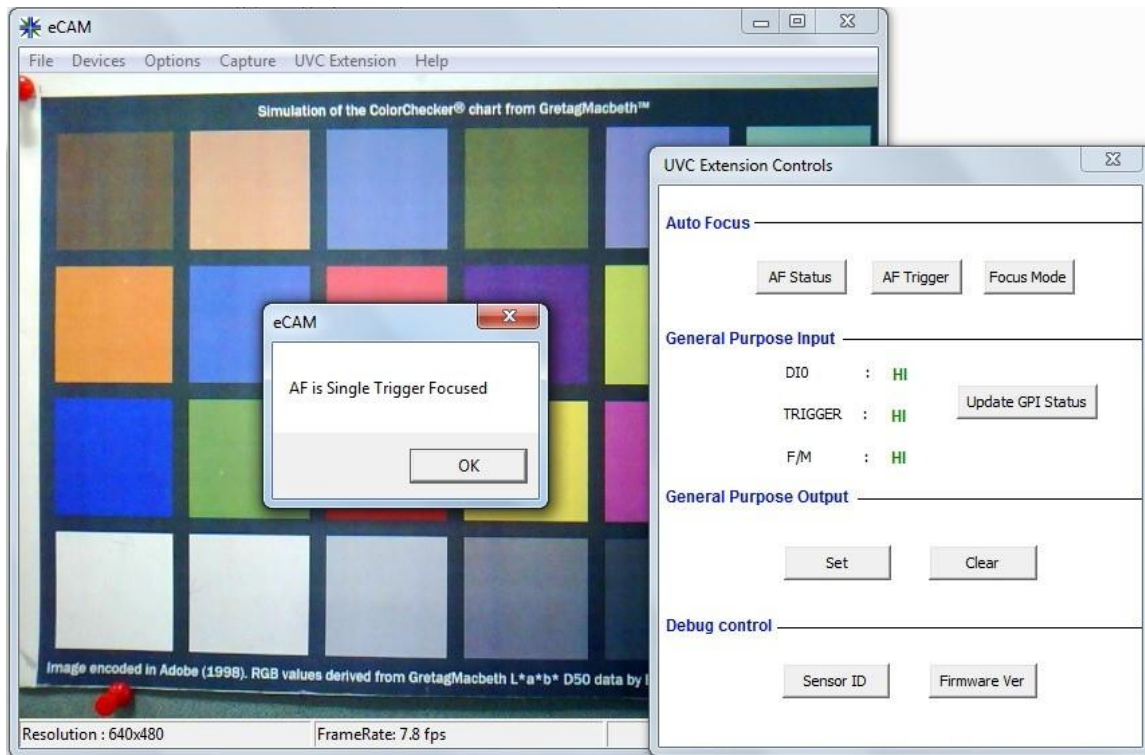 eCAM
File Devices Options Capture UVC Extension Help
Simulation of the ColorChecker® chart from GretagMacbeth™
UVC Extension Controls
Auto Focus
AF Status AF Trigger Focus Mode
General Purpose Input
DI0 : HI
TRIGGER : HI
F/M : HI
Update GPI Status
General Purpose Output
Set Clear
Debug control
Sensor ID Firmware Ver
eCAM
AF is Single Trigger Focused
OK
Image encoded in Adobe (1998). RGB values derived from GretagMacbeth L*a*b* D50 data by
Resolution : 640x480 FrameRate: 7.8 fps